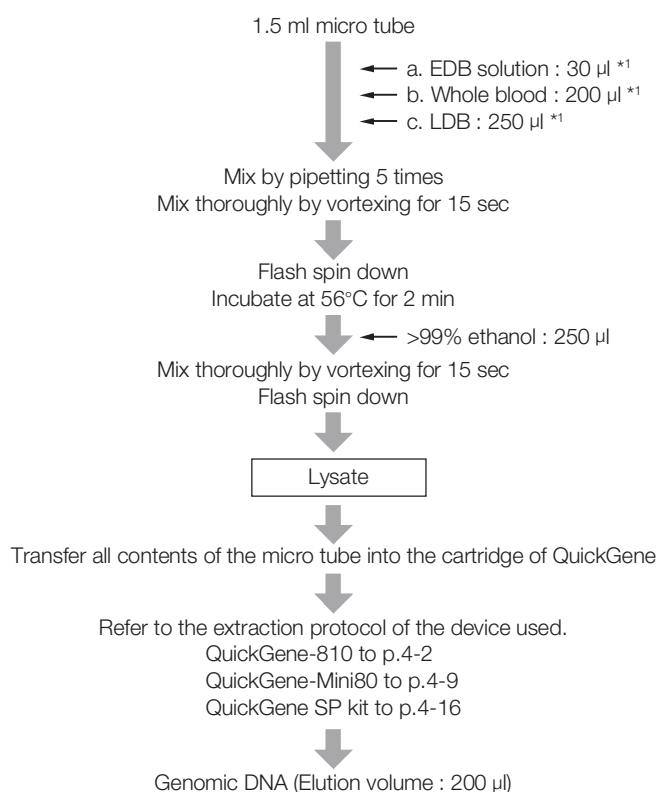 1.5 ml micro tube
a. EDB solution : 30 µl *1
b. Whole blood : 200 µl *1
c. LDB : 250 µl *1
Mix by pipetting 5 times
Mix thoroughly by vortexing for 15 sec
Flash spin down
Incubate at 56°C for 2 min
>99% ethanol : 250 µl
Mix thoroughly by vortexing for 15 sec
Flash spin down
Lysate
Transfer all contents of the micro tube into the cartridge of QuickGene
Refer to the extraction protocol of the device used.
QuickGene-810 to p.4-2
QuickGene-Mini80 to p.4-9
QuickGene SP kit to p.4-16
Genomic DNA (Elution volume : 200 µl)